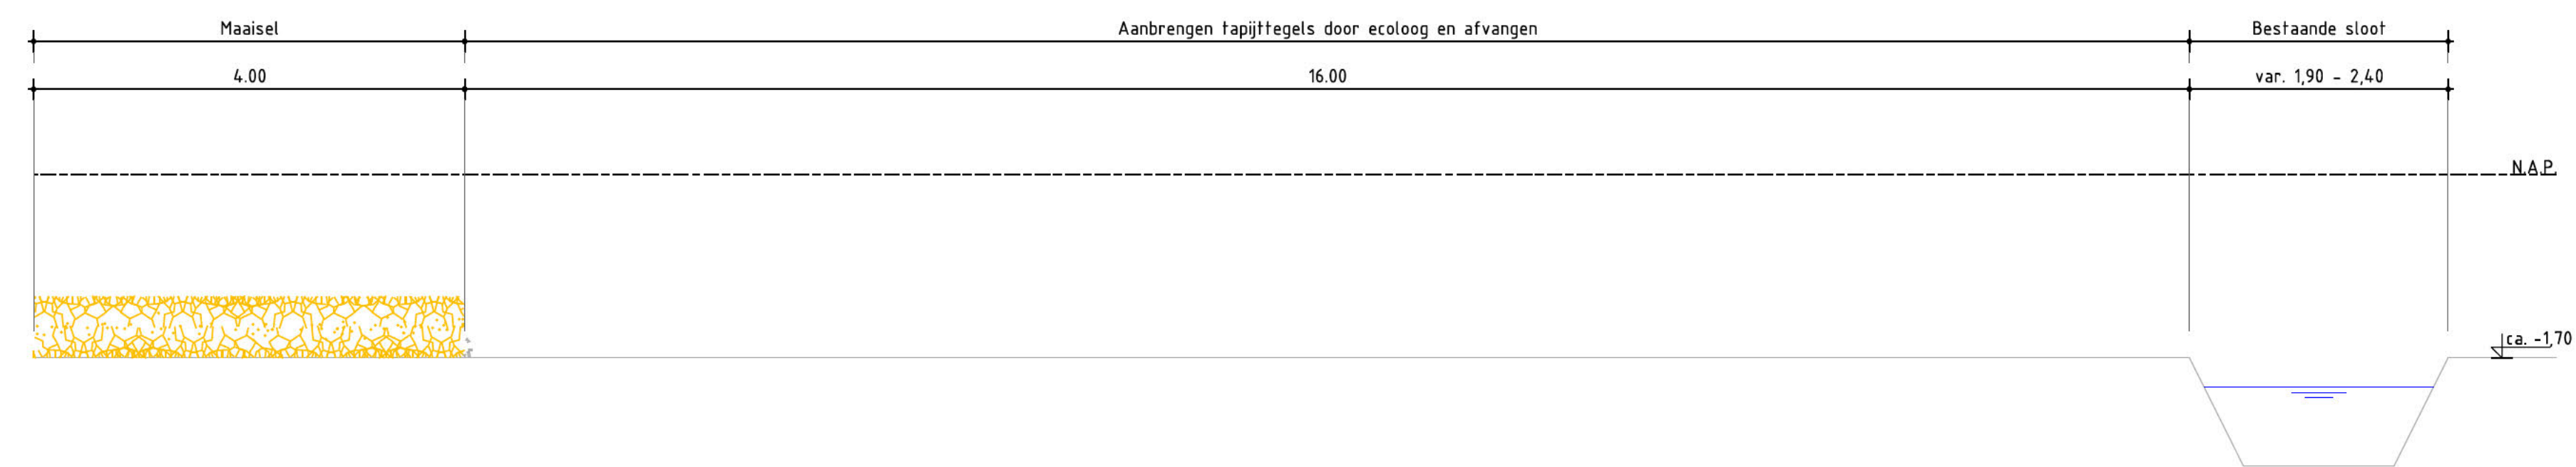 Maaisel
Aanbrengen tapijttegels door ecoloog en afvangen
Bestaande sloot
4.00
16.00
var. 1,90 - 2,40
N.A.P.
ca. -1,70